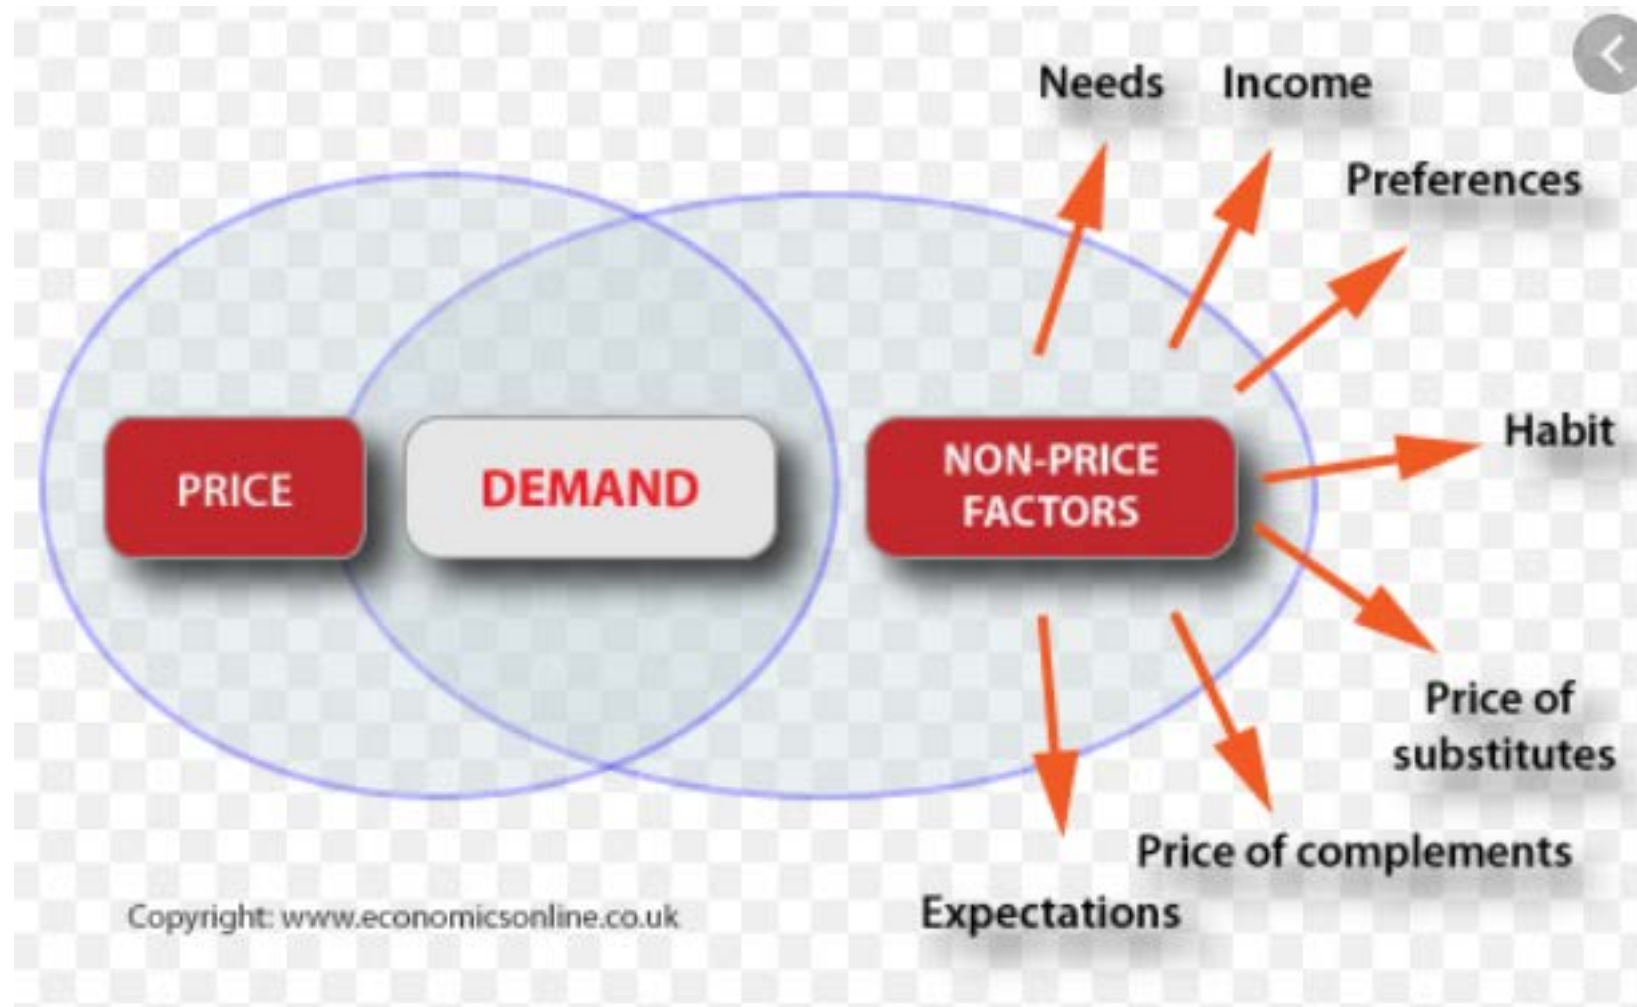 Needs
Income
Preferences
Habit
PRICE
DEMAND
NON-PRICE
FACTORS
Price of
substitutes
Price of complements
Expectations
Copyright: www.economicsonline.co.uk